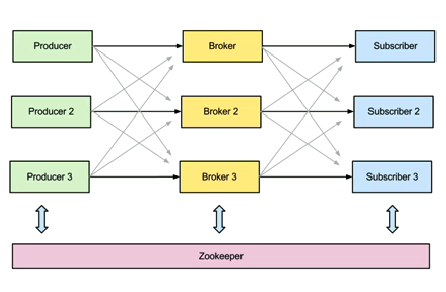 Producer
Broker
Subscriber
Producer 2
Broker 2
Subscriber 2
Producer 3
Broker 3
Subscriber 3
Zookeeper